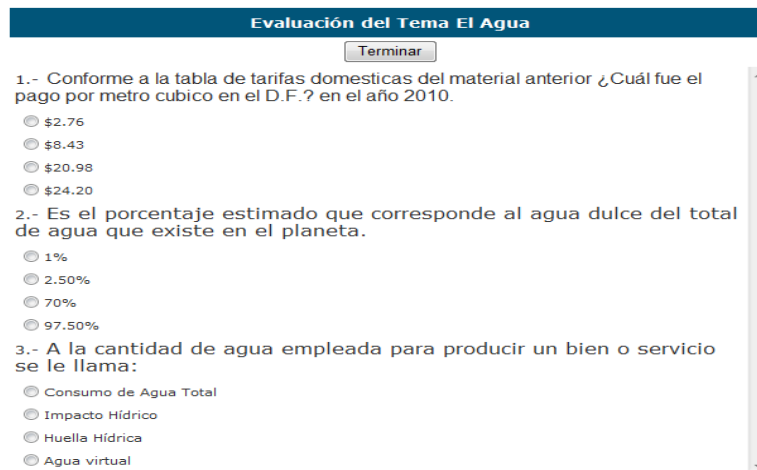 Evaluación del Tema El Agua
Terminar
1.- Conforme a la tabla de tarifas domesticas del material anterior ¿Cuál fue el
pago por metro cubico en el D.F.? en el año 2010.
$2.76
$8.43
$20.98
$24.20
2.- Es el porcentaje estimado que corresponde al agua dulce del total
de agua que existe en el planeta.
1%
2.50%
70%
97.50%
3.- A la cantidad de agua empleada para producir un bien o servicio
se le llama:
Consumo de Agua Total
Impacto Hídrico
Huella Hídrica
Agua virtual